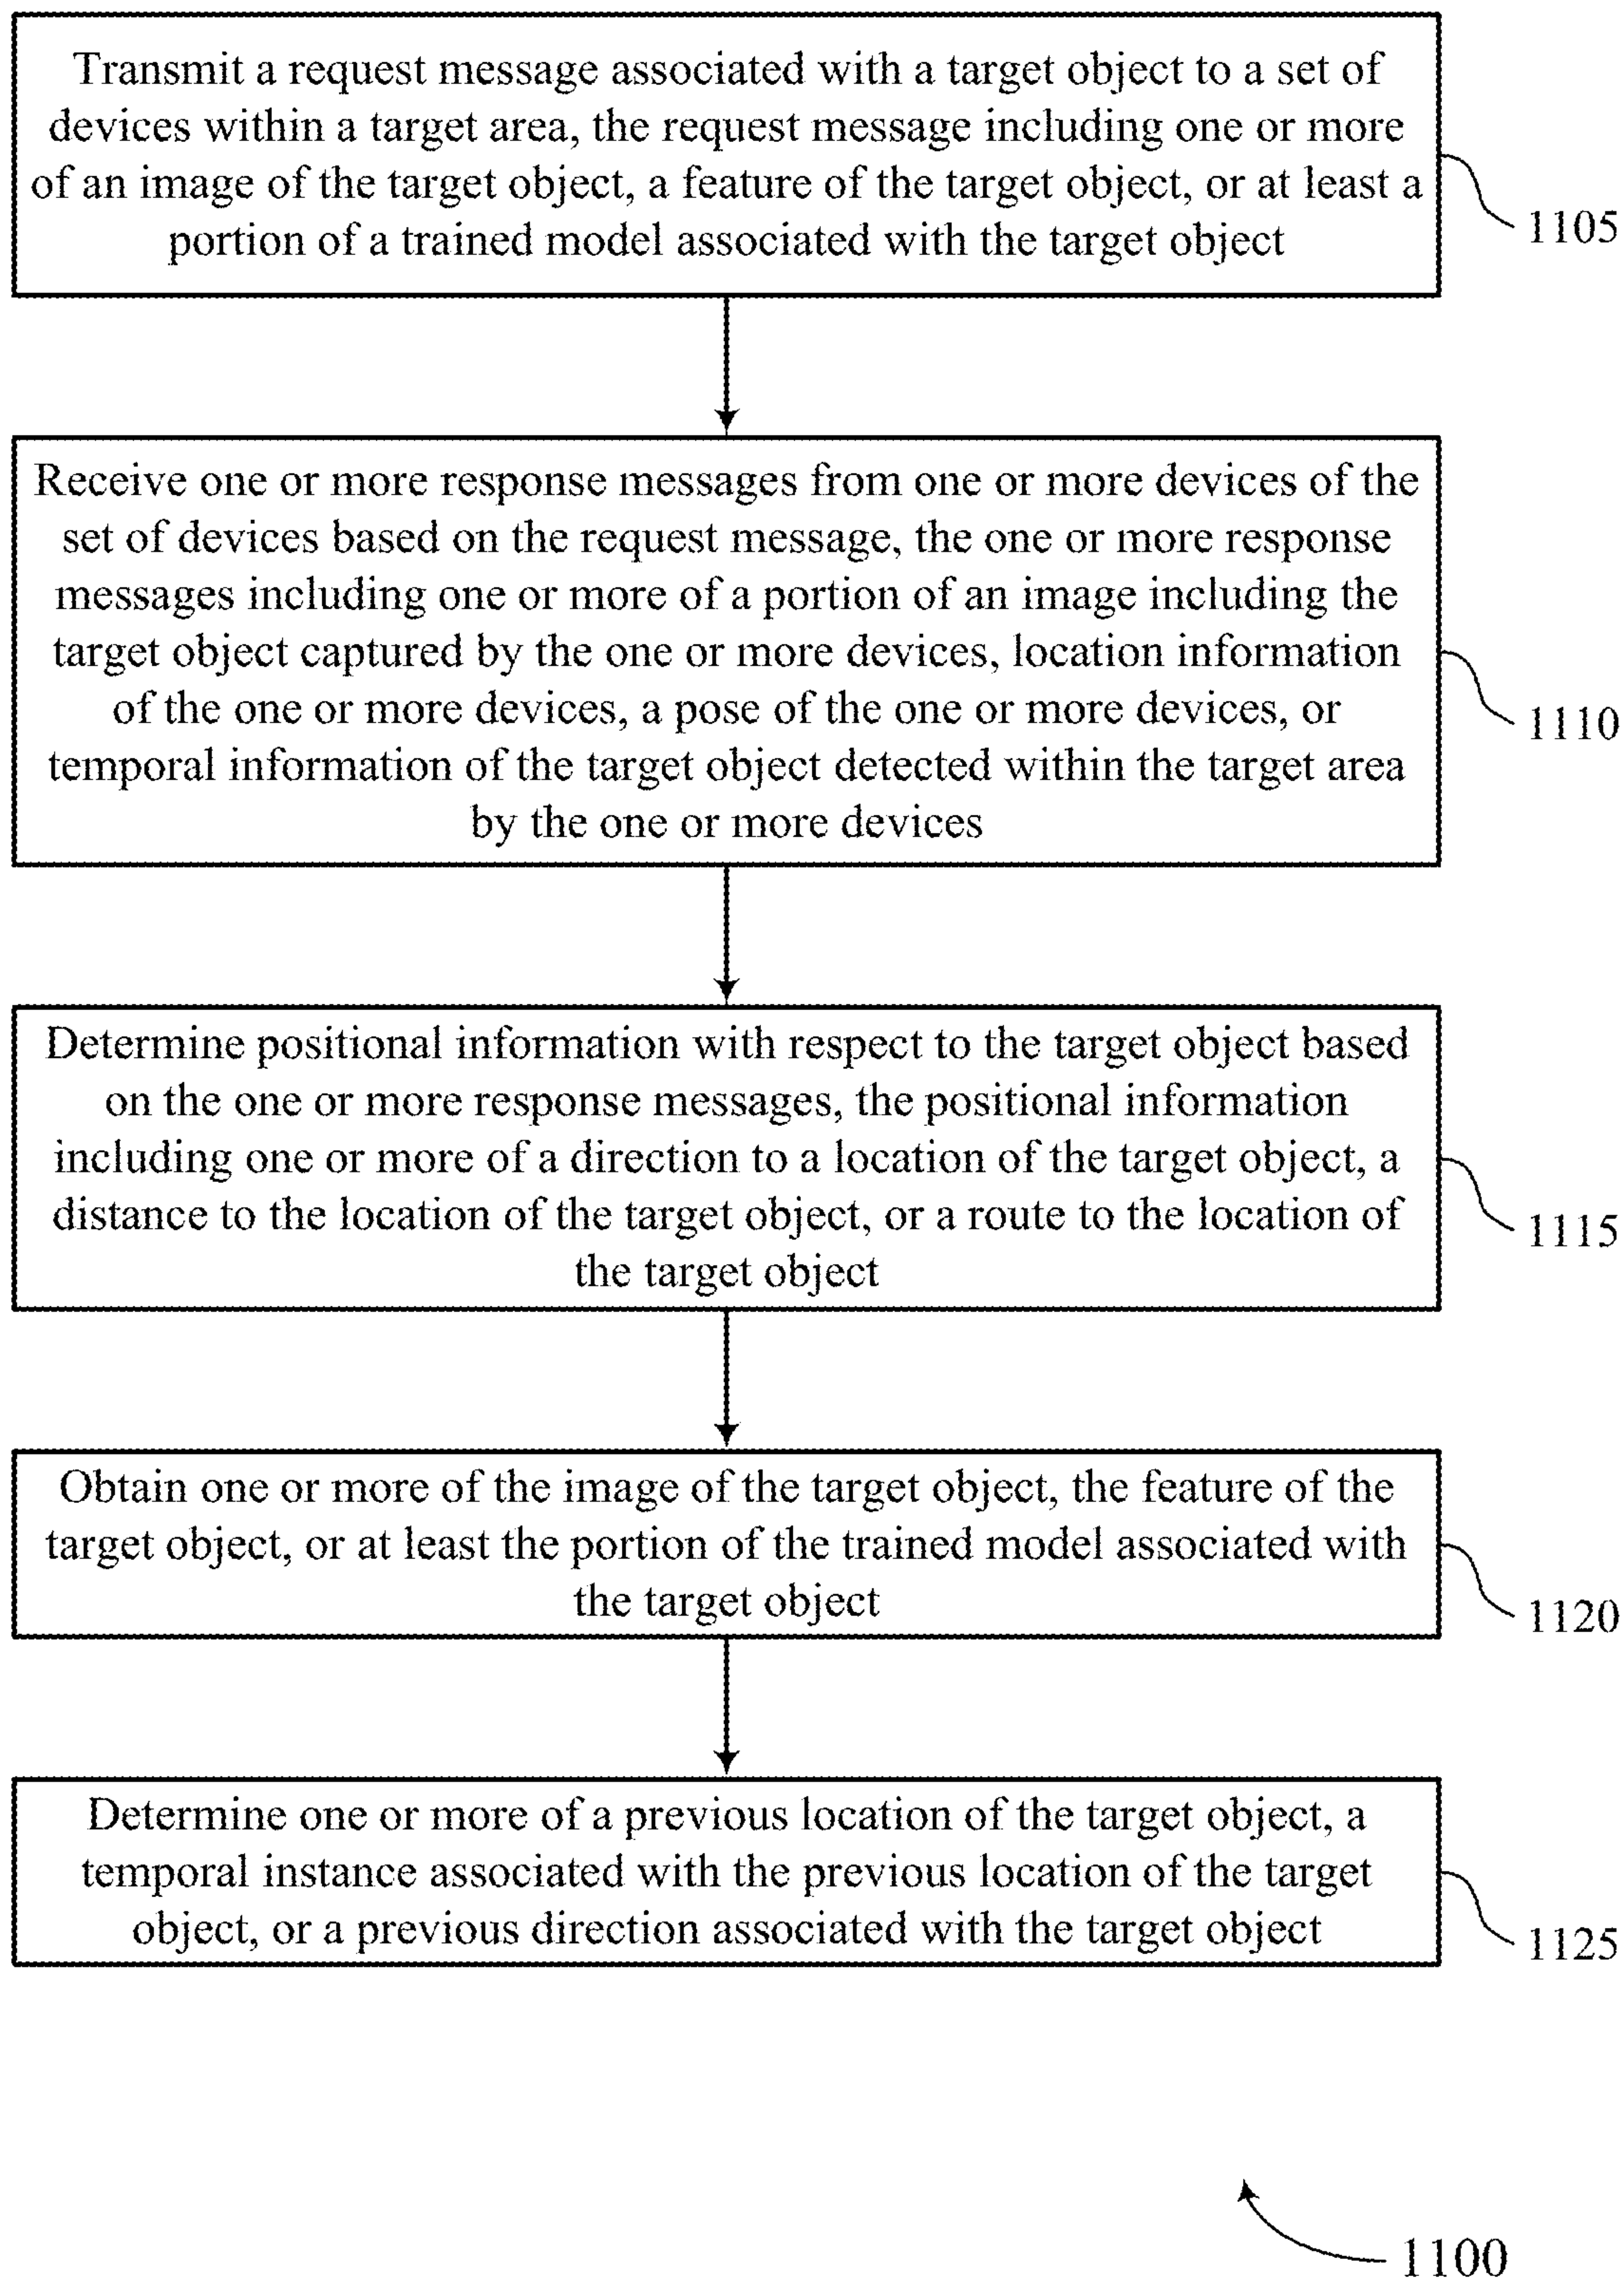 Transmit a request message associated with a target object to a set of
devices within a target area, the request message including one or more
of an image of the target object, a feature of the target object, or at least a
portion of a trained model associated with the target object
1105
Receive one or more response messages from one or more devices of the
set of devices based on the request message, the one or more response
messages including one or more of a portion of an image including the
target object captured by the one or more devices, location information
of the one or more devices, a pose of the one or more devices, or
temporal information of the target object detected within the target area
by the one or more devices
1110
Determine positional information with respect to the target object based
on the one or more response messages, the positional information
including one or more of a direction to a location of the target object, a
distance to the location of the target object, or a route to the location of
the target object
1115
Obtain one or more of the image of the target object, the feature of the
target object, or at least the portion of the trained model associated with
the target object
1120
Determine one or more of a previous location of the target object, a
temporal instance associated with the previous location of the target
object, or a previous direction associated with the target object
1125
1100